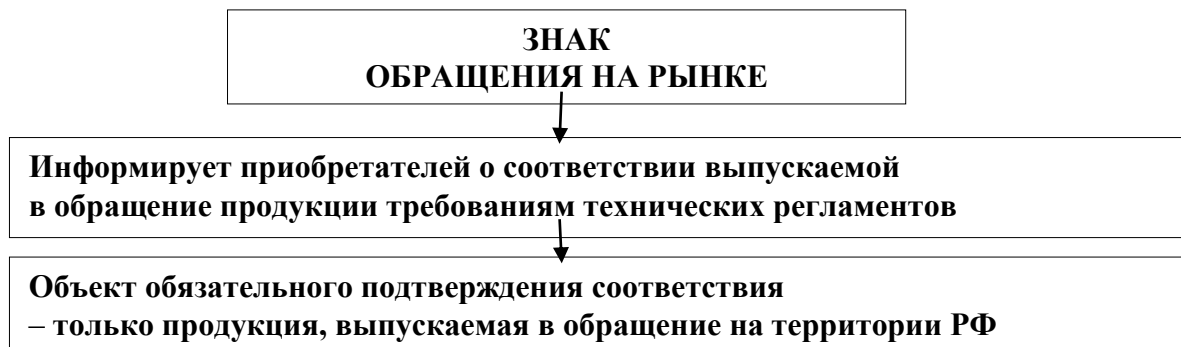 ЗНАК
ОБРАЩЕНИЯ НА РЫНКЕ
Информирует приобретателей о соответствии выпускаемой
в обращение продукции требованиям технических регламентов
Объект обязательного подтверждения соответствия
– только продукция, выпускаемая в обращение на территории РФ